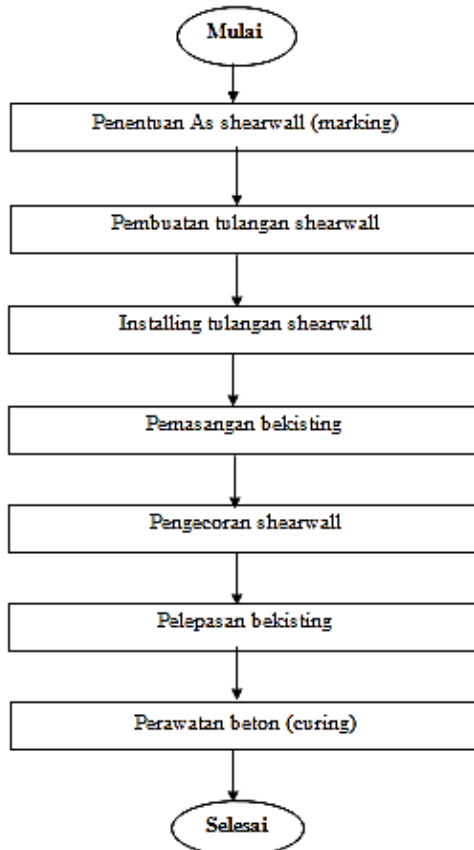 Mulai
Penentuan As shearwall (marking)
Pembuatan tulangan shearwall
Installing tulangan shearwall
Pemasangan bekisting
Pengecoran shearwall
Pelepasan bekisting
Perawatan beton (curing)
Selesai